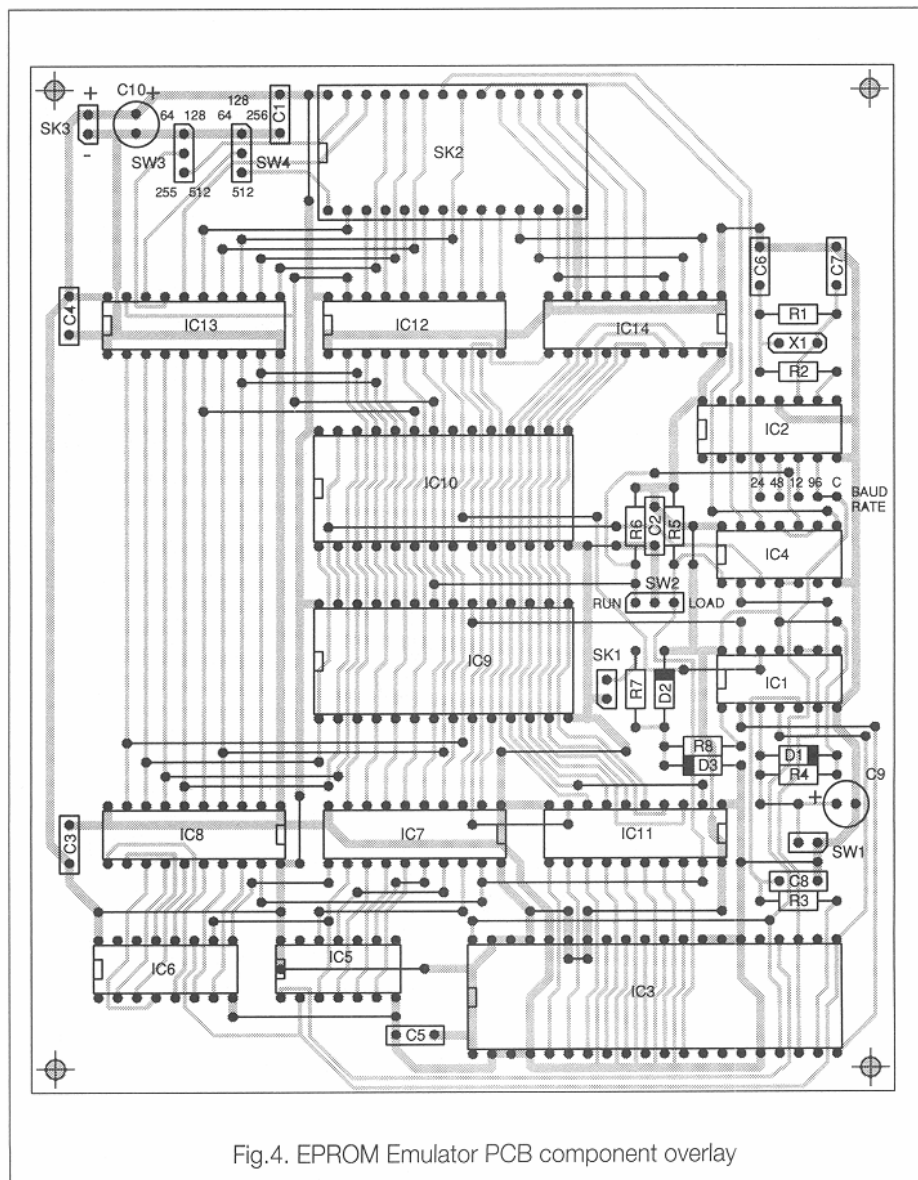 + C10 +
SK3
-
64 128
128
64 256
C1
SW3
SW4
255 512
512
SK2
C6
C7
C4
IC13
IC12
IC14
R1
X1
R2
IC2
IC10
24 48 12 96 C
BAUD
RATE
R6
C2
R5
IC4
SW2
RUN
LOAD
IC9
SK1
R7
D2
IC1
R8
D3
D1
R4
C9
+
C3
IC8
IC7
IC11
SW1
C8
R3
IC6
IC5
IC3
C5
Fig.4. EPROM Emulator PCB component overlay